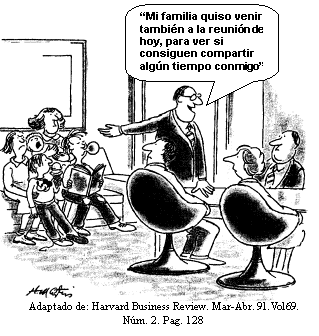 “Mi familia quiso venir
también a la reunión de
hoy, para ver si
consiguen compartir
algún tiempo conmigo”
Adaptado de: Harvard Business Review. Mar-Abr. 91. Vol69.
Núm. 2. Pag. 128